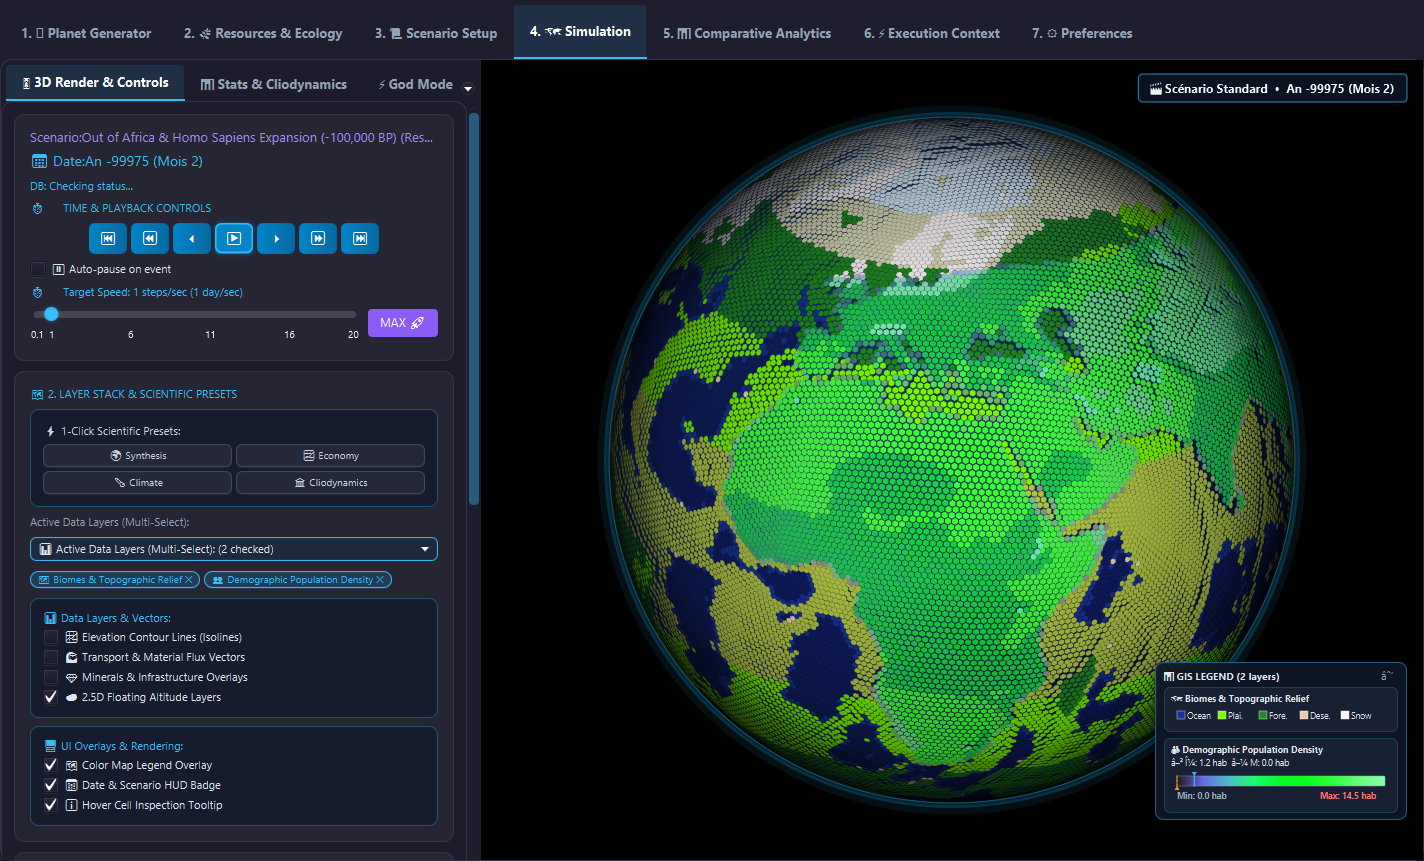 1. Planet Generator
2. Resources & Ecology
3. Scenario Setup
4. Simulation
5. Comparative Analytics
6. Execution Context
7. Preferences
3D Render & Controls
Stats & Cliodynamics
God Mode
Scénario Standard • An -99975 (Mois 2)
Scenario:Out of Africa & Homo Sapiens Expansion (-100,000 BP) (Res...
Date:An -99975 (Mois 2)
DB: Checking status...
TIME & PLAYBACK CONTROLS
Auto-pause on event
Target Speed: 1 steps/sec (1 day/sec)
MAX
0.1 1 6 11 16 20
2. LAYER STACK & SCIENTIFIC PRESETS
1-Click Scientific Presets:
Synthesis
Economy
Climate
Cliodynamics
Active Data Layers (Multi-Select):
Active Data Layers (Multi-Select): (2 checked)
Biomes & Topographic Relief
Demographic Population Density
Data Layers & Vectors:
Elevation Contour Lines (Isolines)
Transport & Material Flux Vectors
Minerals & Infrastructure Overlays
2.5D Floating Altitude Layers
UI Overlays & Rendering:
Color Map Legend Overlay
Date & Scenario HUD Badge
Hover Cell Inspection Tooltip
GIS LEGEND (2 layers)
Biomes & Topographic Relief
Ocean Plai. Fore. Dese. Snow
Demographic Population Density
â–² Î¼: 1.2 hab â–¼ M: 0.0 hab
Min: 0.0 hab
Max: 14.5 hab